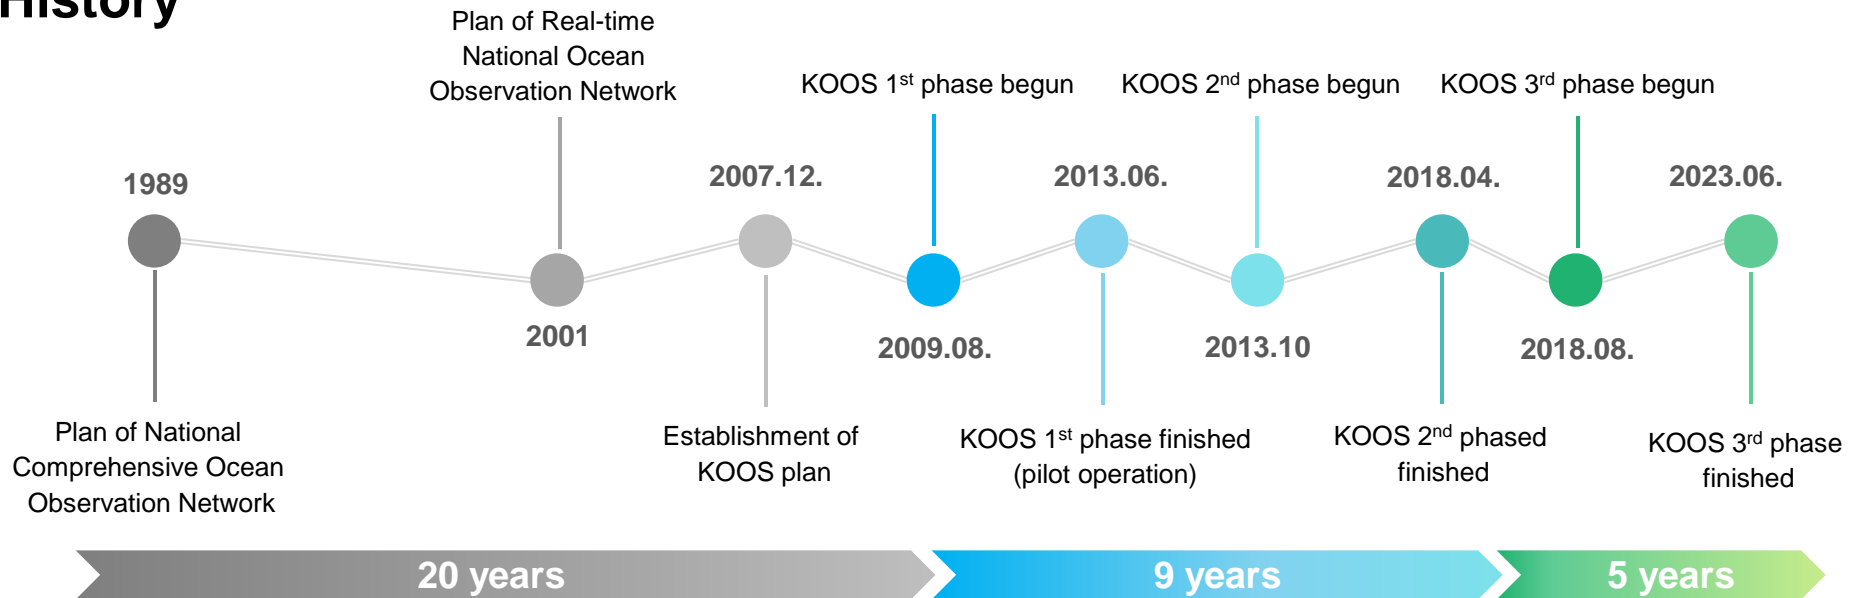 History
Plan of Real-time
National Ocean
Observation Network
KOOS 1st phase begun
KOOS 2nd phase begun
KOOS 3rd phase begun
1989
2007.12.
2013.06.
2018.04.
2023.06.
2001
2009.08.
2013.10
2018.08.
Plan of National
Comprehensive Ocean
Observation Network
Establishment of
KOOS plan
KOOS 1st phase finished
(pilot operation)
KOOS 2nd phased
finished
KOOS 3rd phase
finished
20 years
9 years
5 years